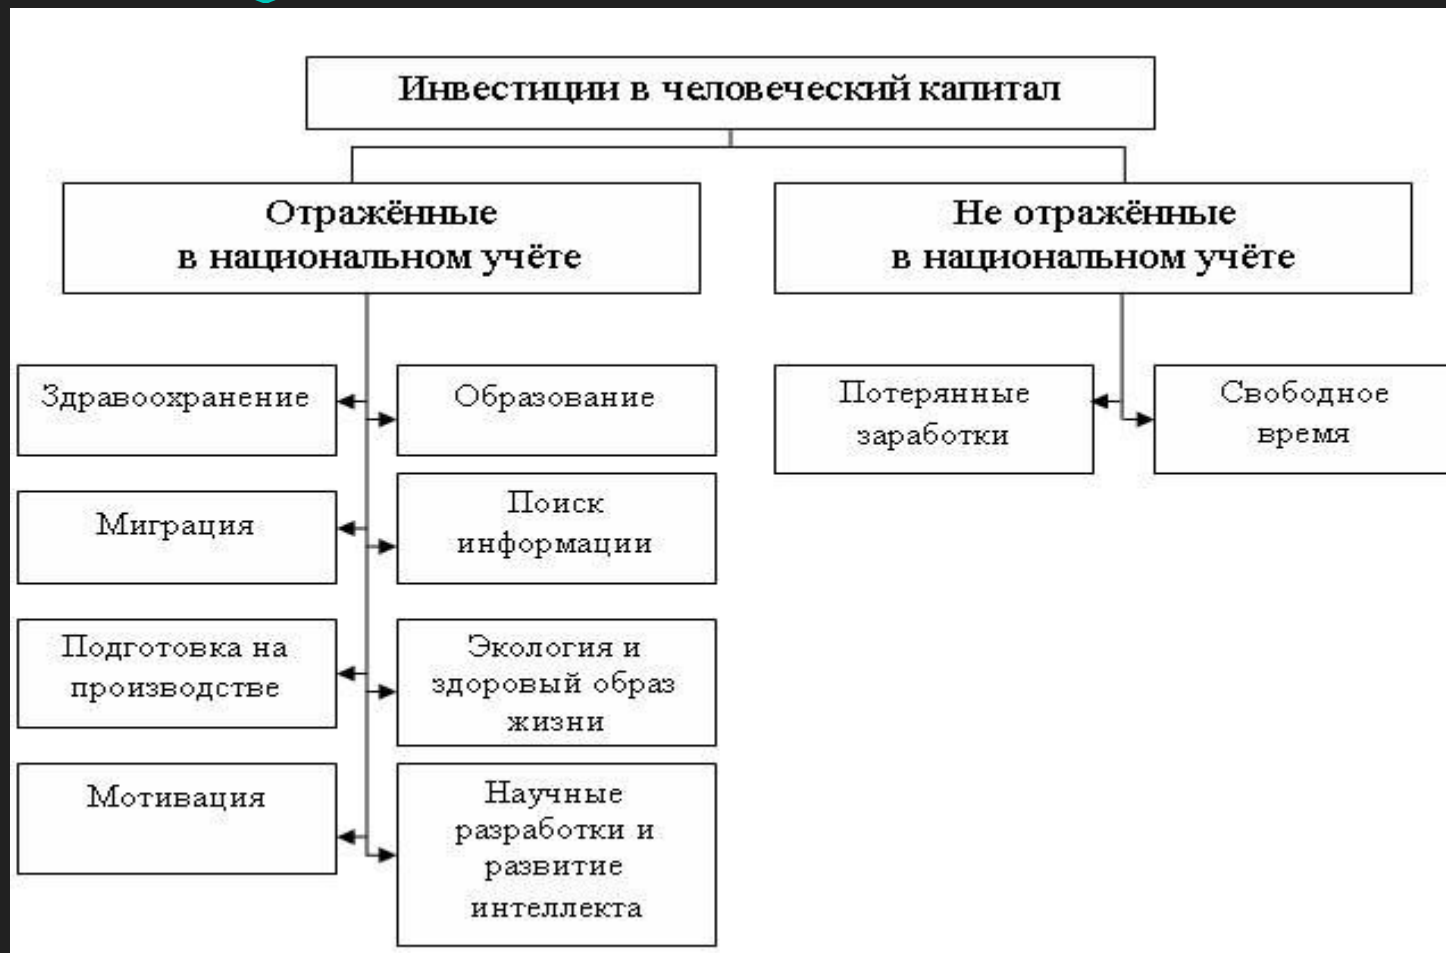 Инвестиции в человеческий капитал
Отражённые
в национальном учёте
Не отражённые
в национальном учёте
Здравоохранение
Образование
Потерянные
заработки
Свободное
время
Миграция
Поиск
информации
Подготовка на
производстве
Экология и
здоровый образ
жизни
Мотивация
Научные
разработки и
развитие
интеллекта